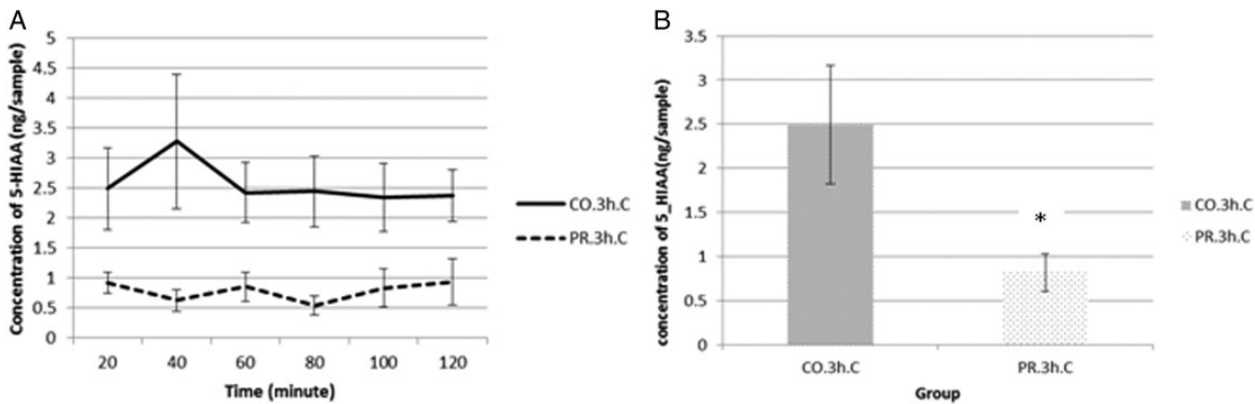 A
Concentration of 5-HIAA (ng/sample)
5
4.5
4
3.5
3
2.5
2
1.5
1
0.5
0
20 40 60 80 100 120
Time (minute)
CO.3h.C
PR.3h.C
B
concentration of 5_HIAA(ng/sample)
3.5
3
2.5
2
1.5
1
0.5
0
*
CO.3h.C PR.3h.C
Group
CO.3h.C
PR.3h.C